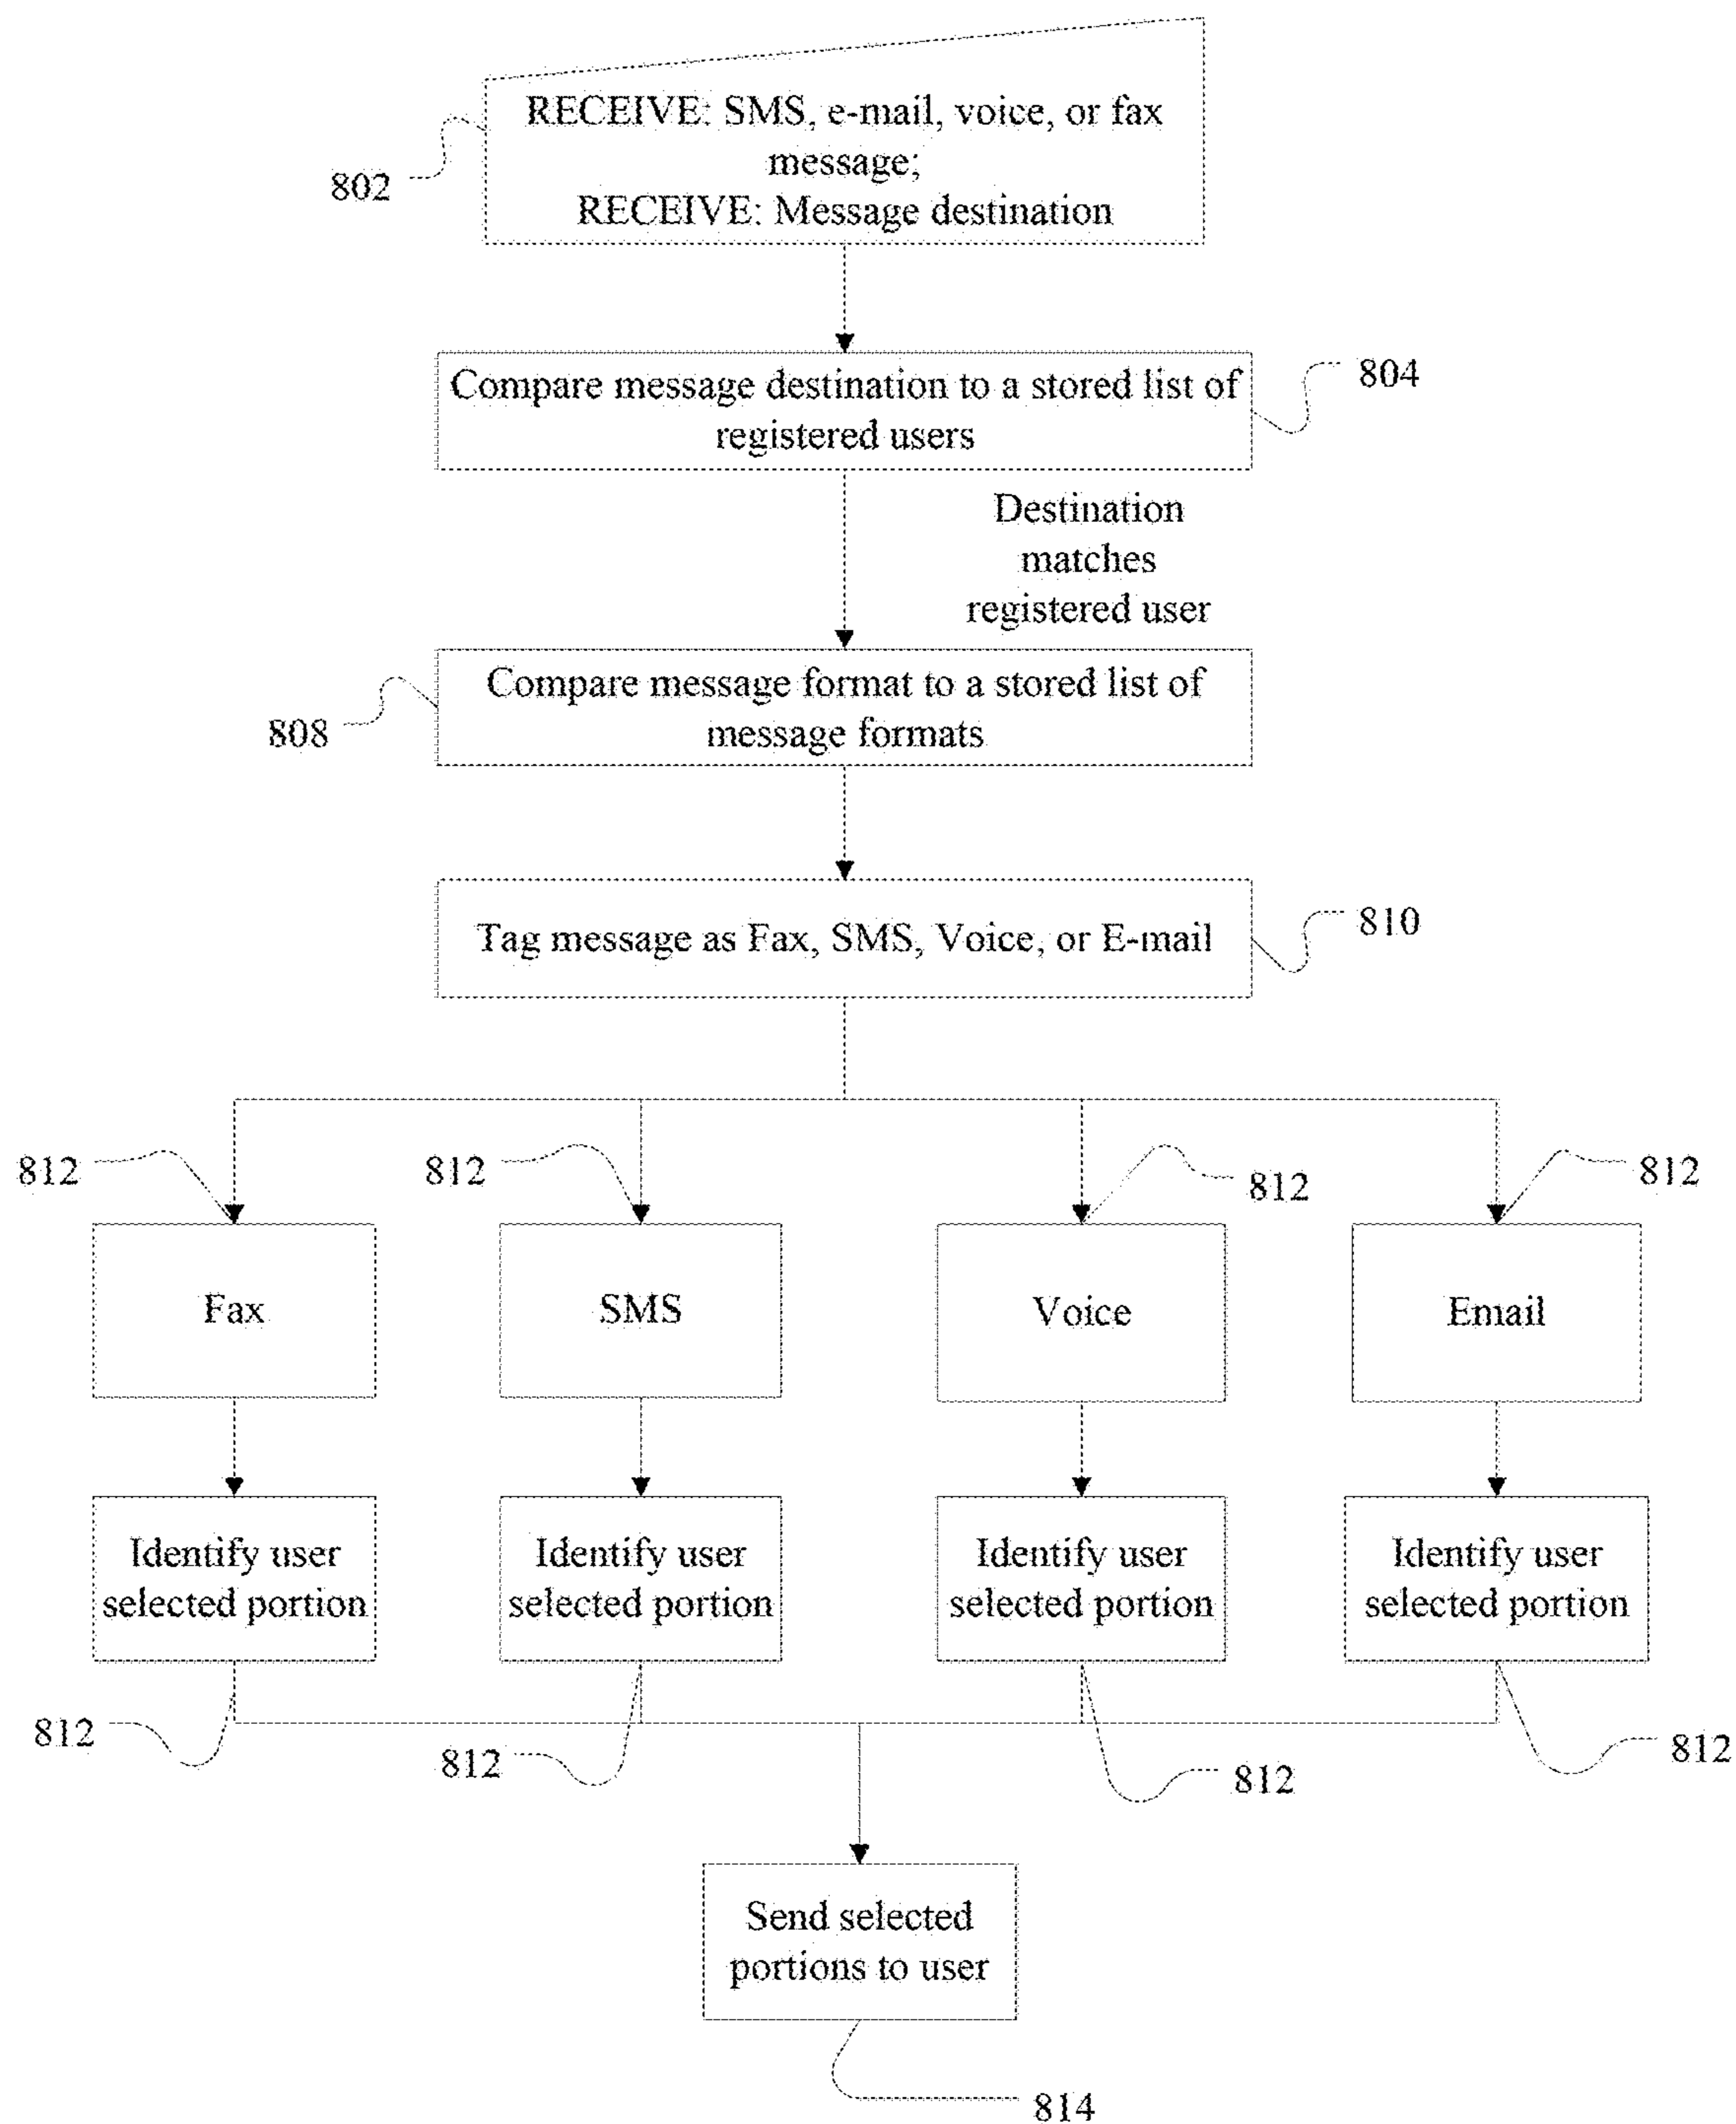 RECEIVE: SMS, e-mail, voice, or fax
message;
RECEIVE: Message destination
802
Compare message destination to a stored list of
registered users
804
Destination
matches
registered user
Compare message format to a stored list of
message formats
808
Tag message as Fax, SMS, Voice, or E-mail
810
812
812
812
812
Fax
SMS
Voice
Email
Identify user
selected portion
Identify user
selected portion
Identify user
selected portion
Identify user
selected portion
812
812
812
812
Send selected
portions to user
814